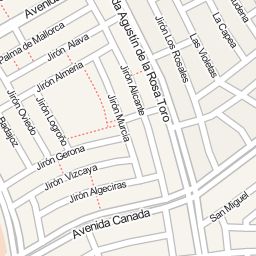 Avenida
Palma de Mallorca
Jirón Alava
Jirón Almería
Agustín de la Rosa Toro
Jirón Los Rosales
Las Violetas
La Capea
Jirón Alicante
Jirón Murcia
Jirón Logroño
Jirón Oviedo
Badajoz
Jirón Gerona
Jirón Vizcaya
Jirón Algeciras
Avenida Canada
San Miguel